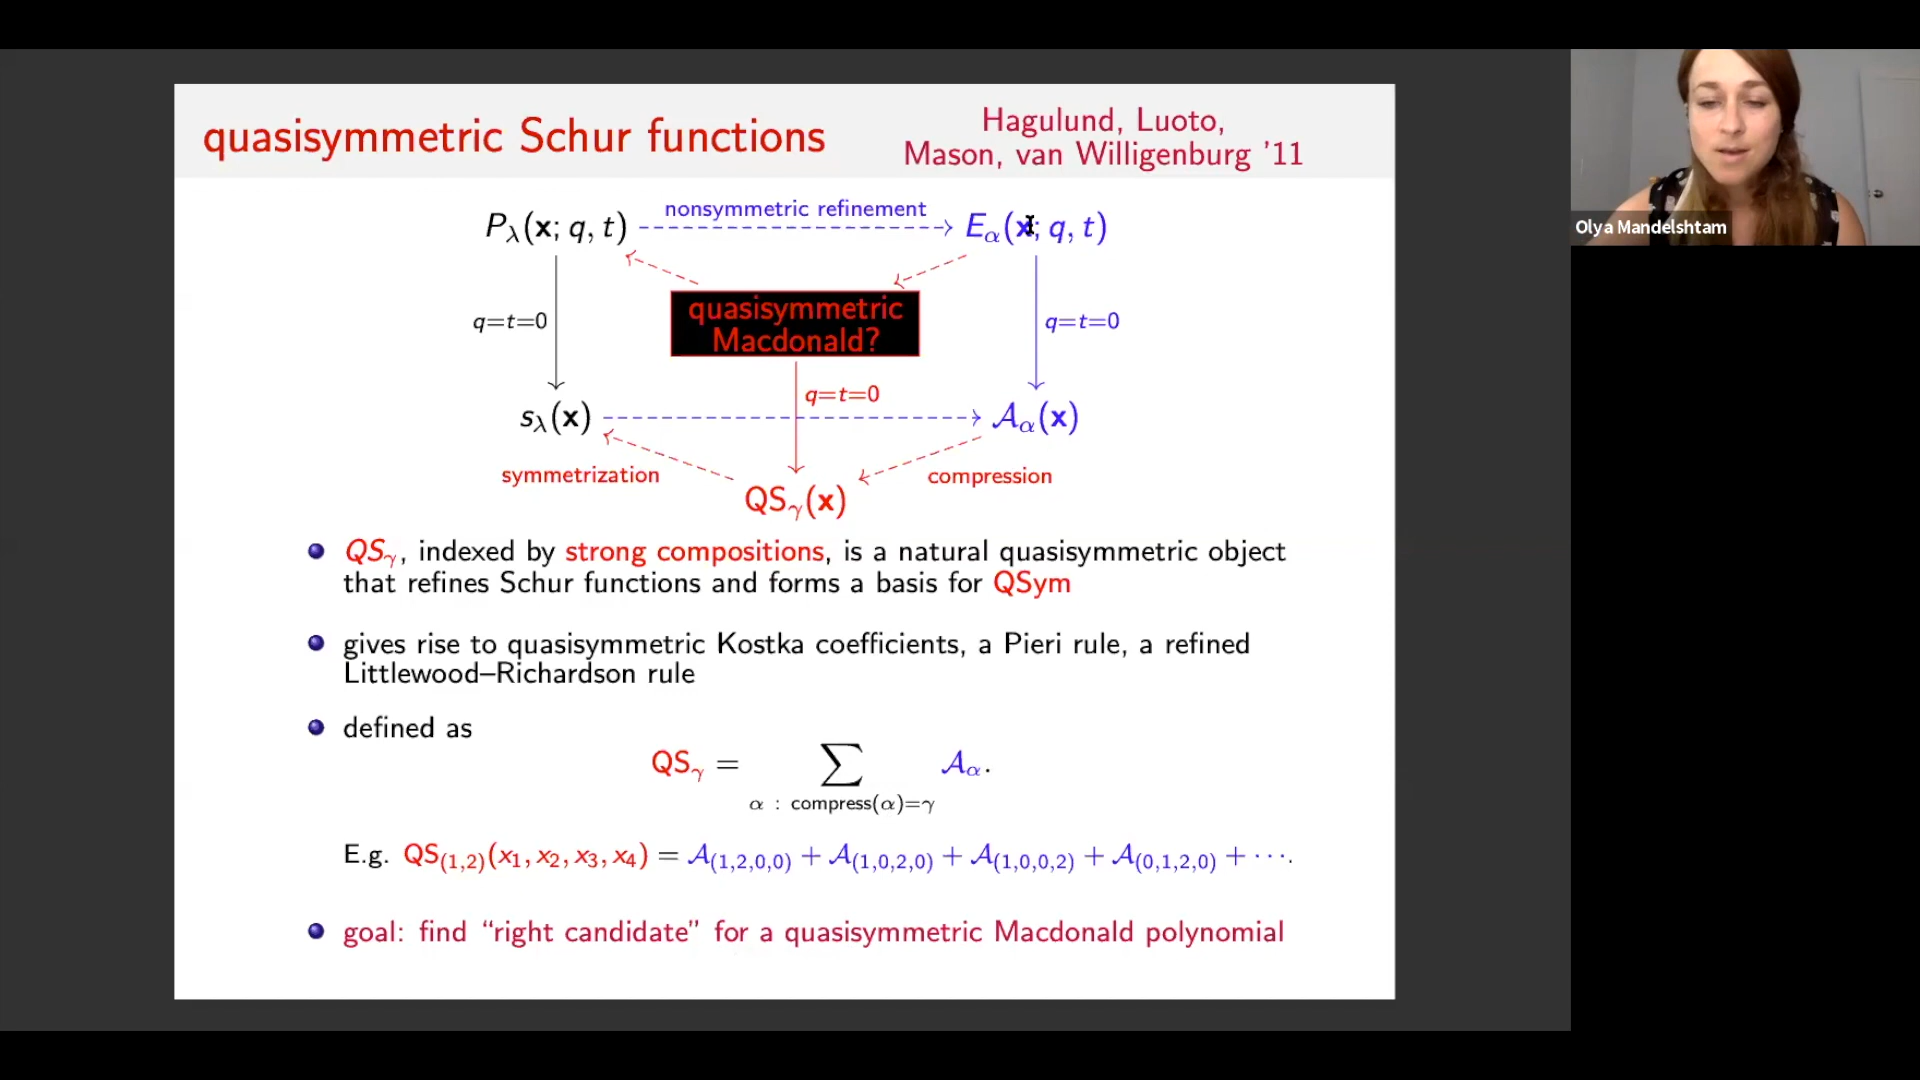 quasisymmetric Schur functions
Hagulund, Luoto,
Mason, van Willigenburg '11
P_λ(x; q, t)
nonsymmetric refinement
E_α(x; q, t)
q=t=0
quasisymmetric
Macdonald?
q=t=0
q=t=0
s_λ(x)
A_α(x)
symmetrization
compression
QS_γ(x)
QS_γ, indexed by strong compositions, is a natural quasisymmetric object
that refines Schur functions and forms a basis for QSym
gives rise to quasisymmetric Kostka coefficients, a Pieri rule, a refined
Littlewood–Richardson rule
defined as
QS_γ = ∑ A_α.
α : compress(α)=γ
E.g. QS_(1,2)(x_1, x_2, x_3, x_4) = A_(1,2,0,0) + A_(1,0,2,0) + A_(1,0,0,2) + A_(0,1,2,0) + ⋯.
goal: find “right candidate” for a quasisymmetric Macdonald polynomial
Olya Mandelshtam